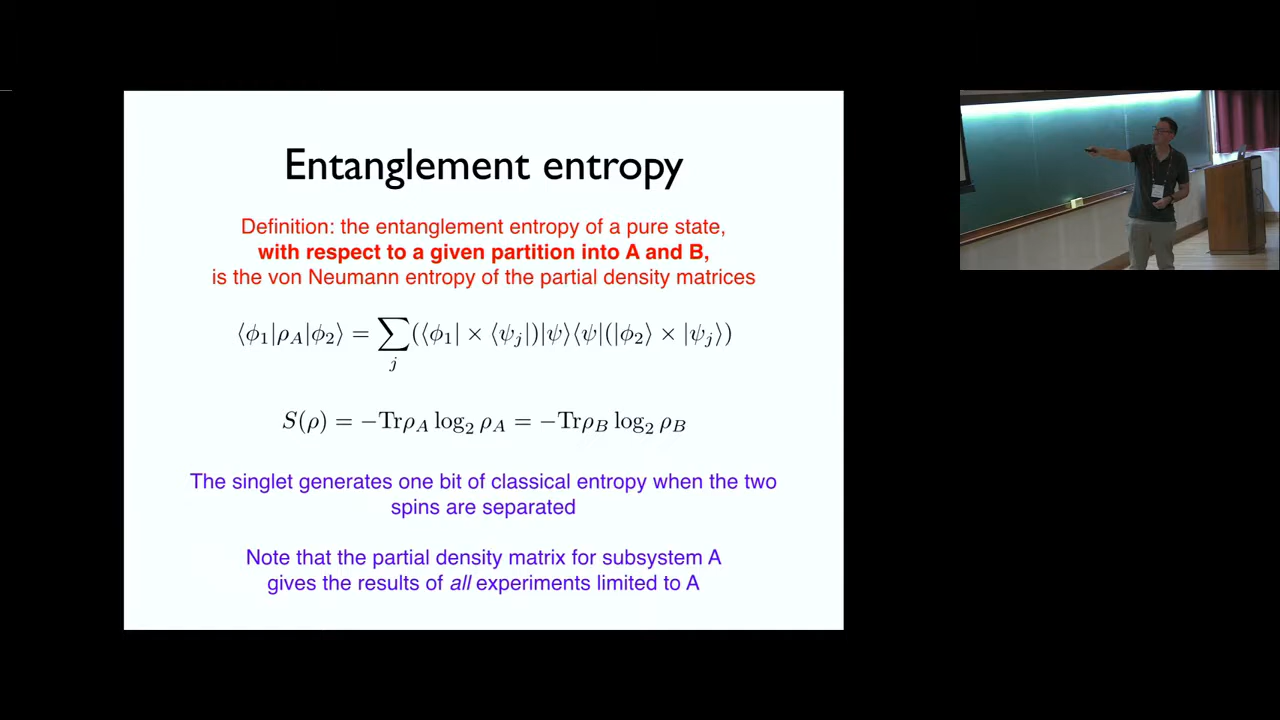 Entanglement entropy
Definition: the entanglement entropy of a pure state,
with respect to a given partition into A and B,
is the von Neumann entropy of the partial density matrices
⟨ϕ₁|ρ_A|ϕ₂⟩ = ∑_j (⟨ϕ₁| × ⟨ψ_j|)|ψ⟩⟨ψ|(|ϕ₂⟩ × |ψ_j⟩)
S(ρ) = −Trρ_A log₂ ρ_A = −Trρ_B log₂ ρ_B
The singlet generates one bit of classical entropy when the two
spins are separated
Note that the partial density matrix for subsystem A
gives the results of all experiments limited to A